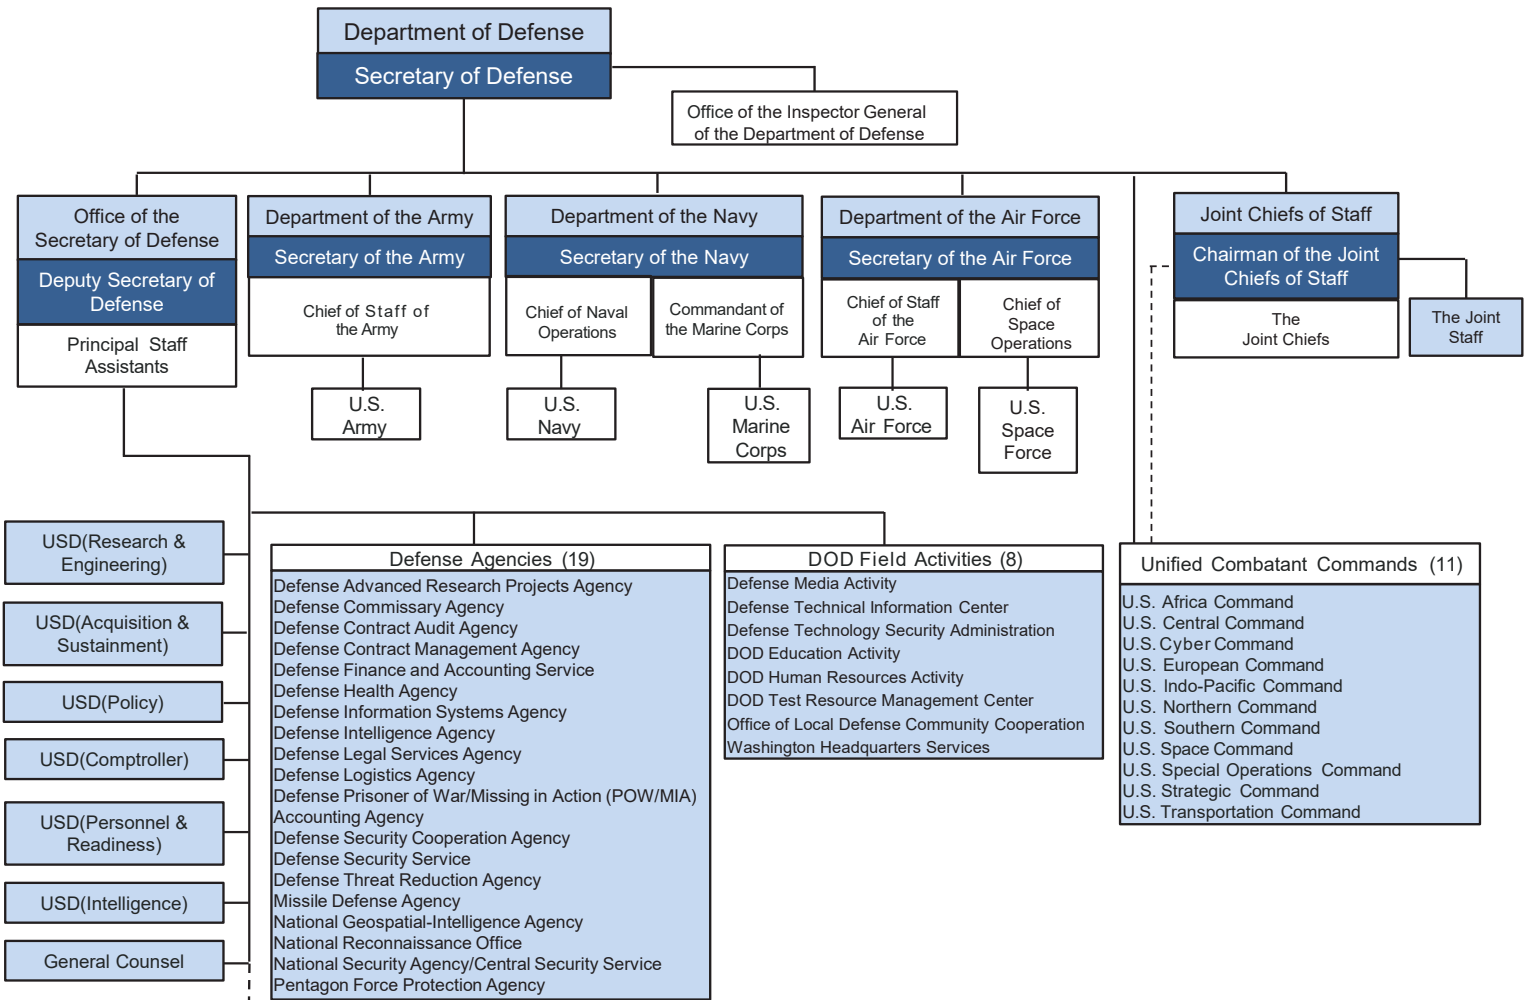 Department of Defense
Secretary of Defense
Office of the Inspector General
of the Department of Defense
Office of the
Secretary of Defense
Deputy Secretary of
Defense
Principal Staff
Assistants
Department of the Army
Secretary of the Army
Chief of Staff of
the Army
U.S.
Army
Department of the Navy
Secretary of the Navy
Chief of Naval
Operations
Commandant of
the Marine Corps
U.S.
Navy
U.S.
Marine
Corps
Department of the Air Force
Secretary of the Air Force
Chief of Staff
of the
Air Force
Chief of
Space
Operations
U.S.
Air Force
U.S.
Space
Force
Joint Chiefs of Staff
Chairman of the Joint
Chiefs of Staff
The
Joint Chiefs
The Joint
Staff
USD(Research &
Engineering)
USD(Acquisition &
Sustainment)
USD(Policy)
USD(Comptroller)
USD(Personnel &
Readiness)
USD(Intelligence)
General Counsel
Defense Agencies (19)
Defense Advanced Research Projects Agency
Defense Commissary Agency
Defense Contract Audit Agency
Defense Contract Management Agency
Defense Finance and Accounting Service
Defense Health Agency
Defense Information Systems Agency
Defense Intelligence Agency
Defense Legal Services Agency
Defense Logistics Agency
Defense Prisoner of War/Missing in Action (POW/MIA)
Accounting Agency
Defense Security Cooperation Agency
Defense Security Service
Defense Threat Reduction Agency
Missile Defense Agency
National Geospatial-Intelligence Agency
National Reconnaissance Office
National Security Agency/Central Security Service
Pentagon Force Protection Agency
DOD Field Activities (8)
Defense Media Activity
Defense Technical Information Center
Defense Technology Security Administration
DOD Education Activity
DOD Human Resources Activity
DOD Test Resource Management Center
Office of Local Defense Community Cooperation
Washington Headquarters Services
Unified Combatant Commands (11)
U.S. Africa Command
U.S. Central Command
U.S. Cyber Command
U.S. European Command
U.S. Indo-Pacific Command
U.S. Northern Command
U.S. Southern Command
U.S. Space Command
U.S. Special Operations Command
U.S. Strategic Command
U.S. Transportation Command